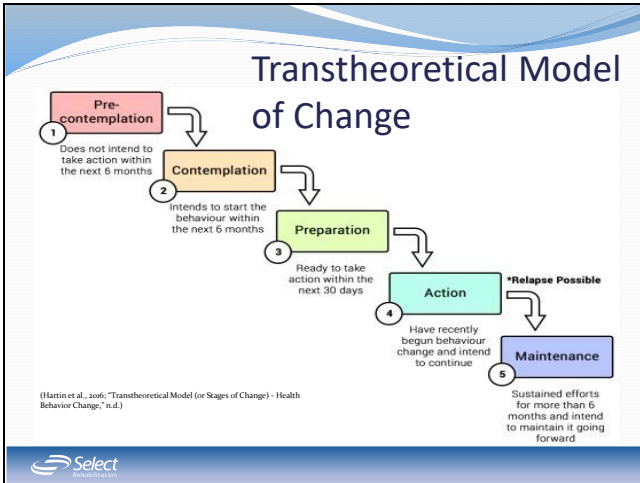 Transtheoretical Model
of Change
Pre-
contemplation
1
Does not intend to
take action within
the next 6 months
Contemplation
2
Intends to start the
behaviour within
the next 6 months
Preparation
3
Ready to take
action within the
next 30 days
*Relapse Possible
Action
4
Have recently
begun behaviour
change and intend
to continue
Maintenance
5
Sustained efforts
for more than 6
months and intend
to maintain it going
forward
(Hartin et al., 2016; "Transtheoretical Model (or Stages of Change) - Health
Behavior Change," n.d.)
Select
Rehabilitation